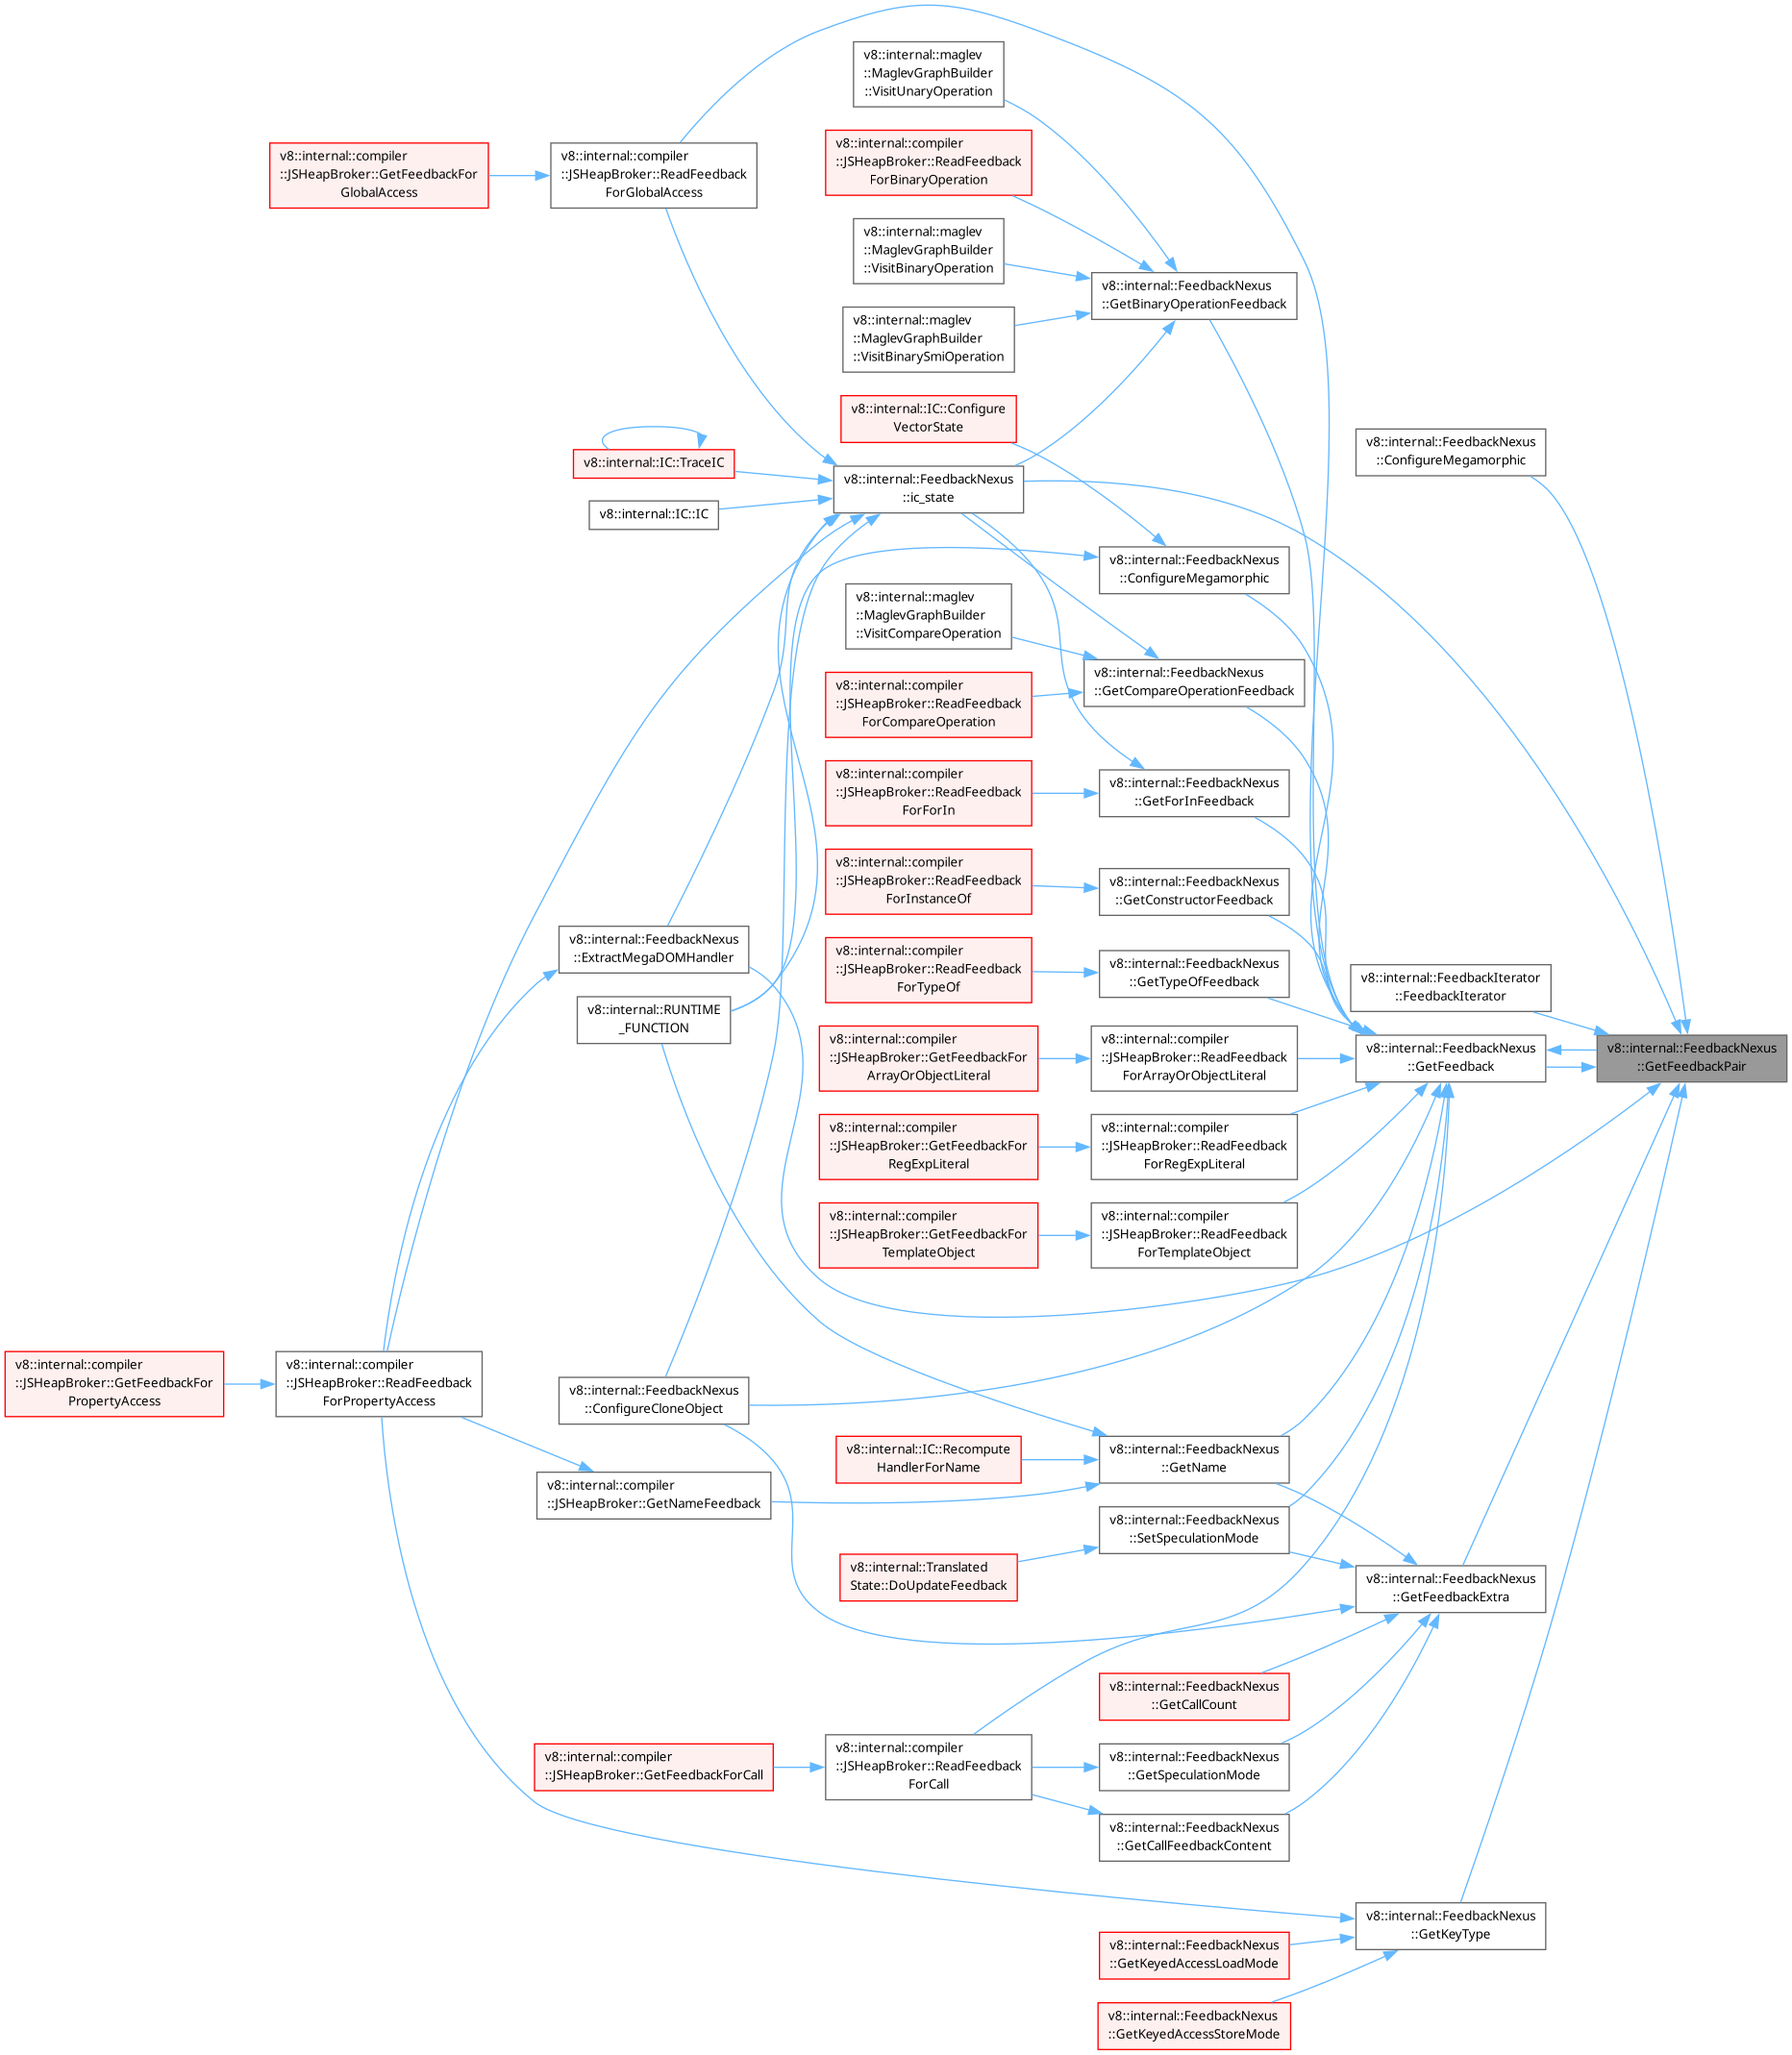 v8::internal::maglev
::MaglevGraphBuilder
::VisitUnaryOperation
v8::internal::compiler
::JSHeapBroker::GetFeedbackFor
GlobalAccess
v8::internal::compiler
::JSHeapBroker::ReadFeedback
ForGlobalAccess
v8::internal::compiler
::JSHeapBroker::ReadFeedback
ForBinaryOperation
v8::internal::maglev
::MaglevGraphBuilder
::VisitBinaryOperation
v8::internal::FeedbackNexus
::GetBinaryOperationFeedback
v8::internal::maglev
::MaglevGraphBuilder
::VisitBinarySmiOperation
v8::internal::IC::Configure
VectorState
v8::internal::FeedbackNexus
::ConfigureMegamorphic
v8::internal::IC::TraceIC
v8::internal::FeedbackNexus
::ic_state
v8::internal::IC::IC
v8::internal::FeedbackNexus
::ConfigureMegamorphic
v8::internal::maglev
::MaglevGraphBuilder
::VisitCompareOperation
v8::internal::FeedbackNexus
::GetCompareOperationFeedback
v8::internal::compiler
::JSHeapBroker::ReadFeedback
ForCompareOperation
v8::internal::compiler
::JSHeapBroker::ReadFeedback
ForForIn
v8::internal::FeedbackNexus
::GetForInFeedback
v8::internal::compiler
::JSHeapBroker::ReadFeedback
ForInstanceOf
v8::internal::FeedbackNexus
::GetConstructorFeedback
v8::internal::FeedbackNexus
::ExtractMegaDOMHandler
v8::internal::compiler
::JSHeapBroker::ReadFeedback
ForTypeOf
v8::internal::FeedbackNexus
::GetTypeOfFeedback
v8::internal::FeedbackIterator
::FeedbackIterator
v8::internal::RUNTIME
_FUNCTION
v8::internal::compiler
::JSHeapBroker::GetFeedbackFor
ArrayOrObjectLiteral
v8::internal::compiler
::JSHeapBroker::ReadFeedback
ForArrayOrObjectLiteral
v8::internal::FeedbackNexus
::GetFeedback
v8::internal::FeedbackNexus
::GetFeedbackPair
v8::internal::compiler
::JSHeapBroker::GetFeedbackFor
RegExpLiteral
v8::internal::compiler
::JSHeapBroker::ReadFeedback
ForRegExpLiteral
v8::internal::compiler
::JSHeapBroker::GetFeedbackFor
TemplateObject
v8::internal::compiler
::JSHeapBroker::ReadFeedback
ForTemplateObject
v8::internal::compiler
::JSHeapBroker::GetFeedbackFor
PropertyAccess
v8::internal::compiler
::JSHeapBroker::ReadFeedback
ForPropertyAccess
v8::internal::FeedbackNexus
::ConfigureCloneObject
v8::internal::IC::Recompute
HandlerForName
v8::internal::FeedbackNexus
::GetName
v8::internal::compiler
::JSHeapBroker::GetNameFeedback
v8::internal::FeedbackNexus
::SetSpeculationMode
v8::internal::Translated
State::DoUpdateFeedback
v8::internal::FeedbackNexus
::GetFeedbackExtra
v8::internal::FeedbackNexus
::GetCallCount
v8::internal::compiler
::JSHeapBroker::GetFeedbackForCall
v8::internal::compiler
::JSHeapBroker::ReadFeedback
ForCall
v8::internal::FeedbackNexus
::GetSpeculationMode
v8::internal::FeedbackNexus
::GetCallFeedbackContent
v8::internal::FeedbackNexus
::GetKeyType
v8::internal::FeedbackNexus
::GetKeyedAccessLoadMode
v8::internal::FeedbackNexus
::GetKeyedAccessStoreMode